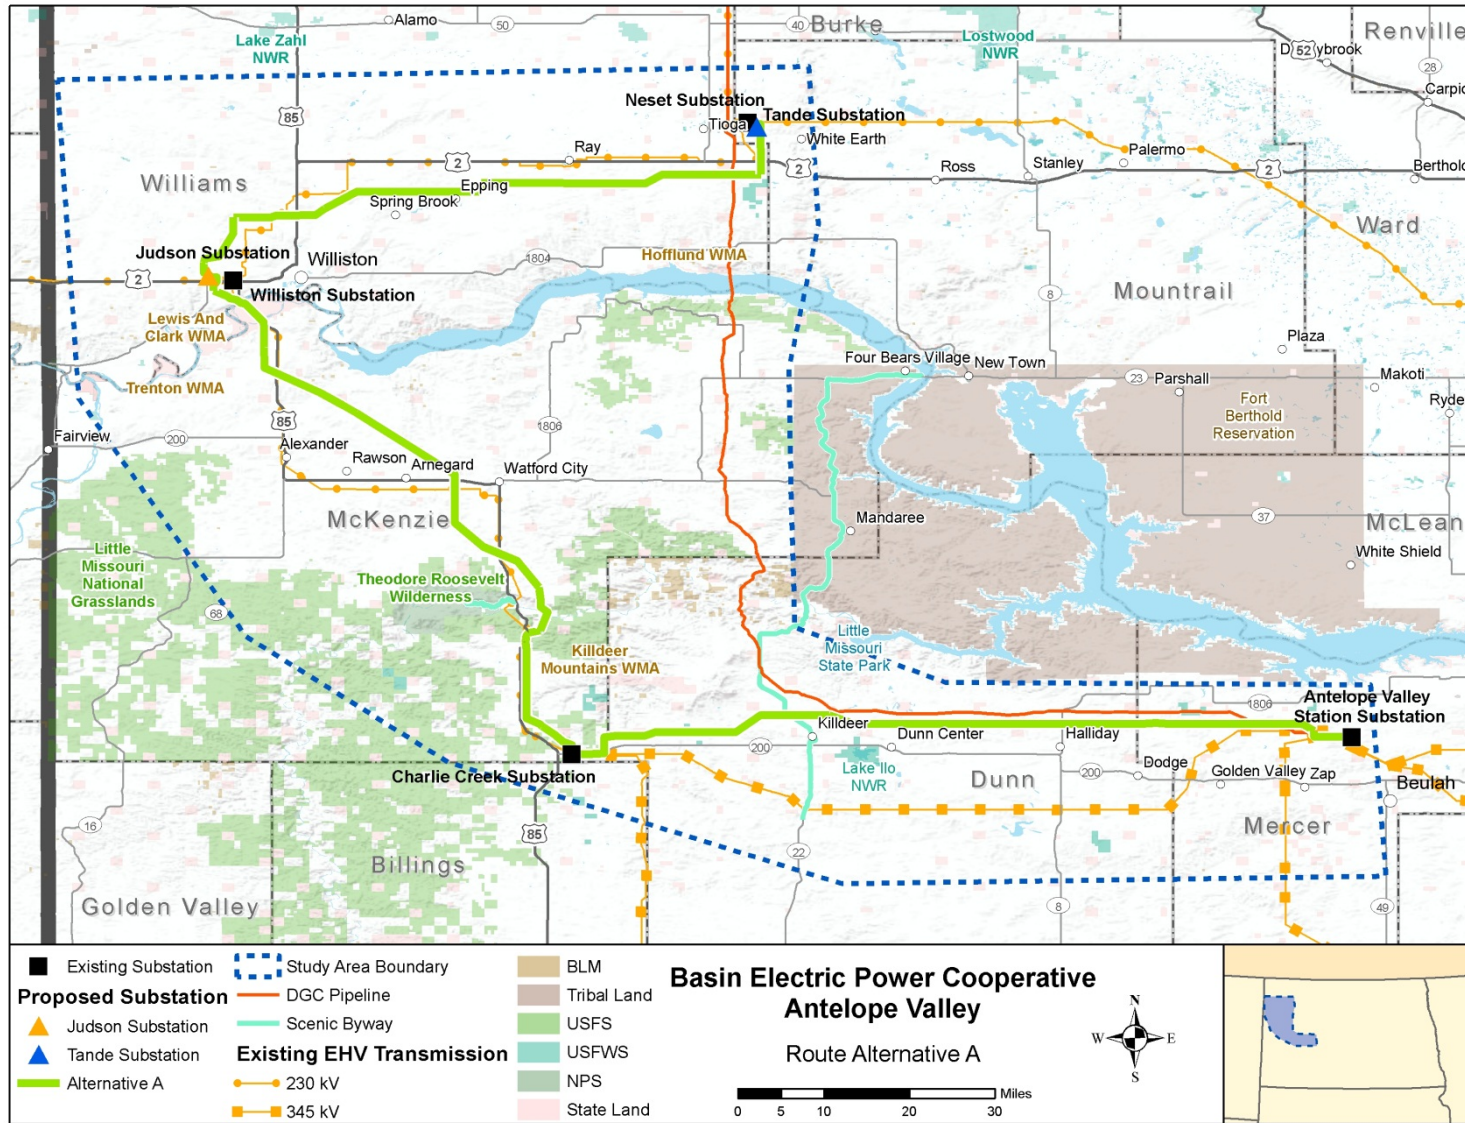 Alamo
50
40
Burke
Renville
Lake Zahl
NWR
Lostwood
NWR
52
28
Carpio
85
Neset Substation
Tande Substation
Tioga
White Earth
Ray
2
2
Ross
Stanley
Palermo
2
Berthold
Williams
Epping
Spring Brook
Ward
Judson Substation
Williston
1804
Hofflund WMA
2
Williston Substation
8
Mountrail
Lewis And
Clark WMA
Plaza
Trenton WMA
Four Bears Village
New Town
23
Parshall
Makoti
Fort
Berthold
Reservation
Ryde
85
1806
Fairview
200
Alexander
Rawson
Arnegard
Watford City
McKenzie
Mandaree
37
McLean
White Shield
Little
Missouri
National
Grasslands
Theodore Roosevelt
Wilderness
68
Killdeer
Mountains WMA
Little
Missouri
State Park
Antelope Valley
Station Substation
1806
Killdeer
200
Dunn Center
Halliday
Charlie Creek Substation
Lake Ilo
NWR
Dunn
200
Dodge
Golden Valley
Zap
Beulah
16
85
Mercer
22
Billings
Golden Valley
8
49
Existing Substation
Proposed Substation
Judson Substation
Tande Substation
Alternative A
Study Area Boundary
DGC Pipeline
Scenic Byway
Existing EHV Transmission
230 kV
345 kV
BLM
Tribal Land
USFS
USFWS
NPS
State Land
Basin Electric Power Cooperative
Antelope Valley
Route Alternative A
N
W
E
S
0 5 10 20 30
Miles